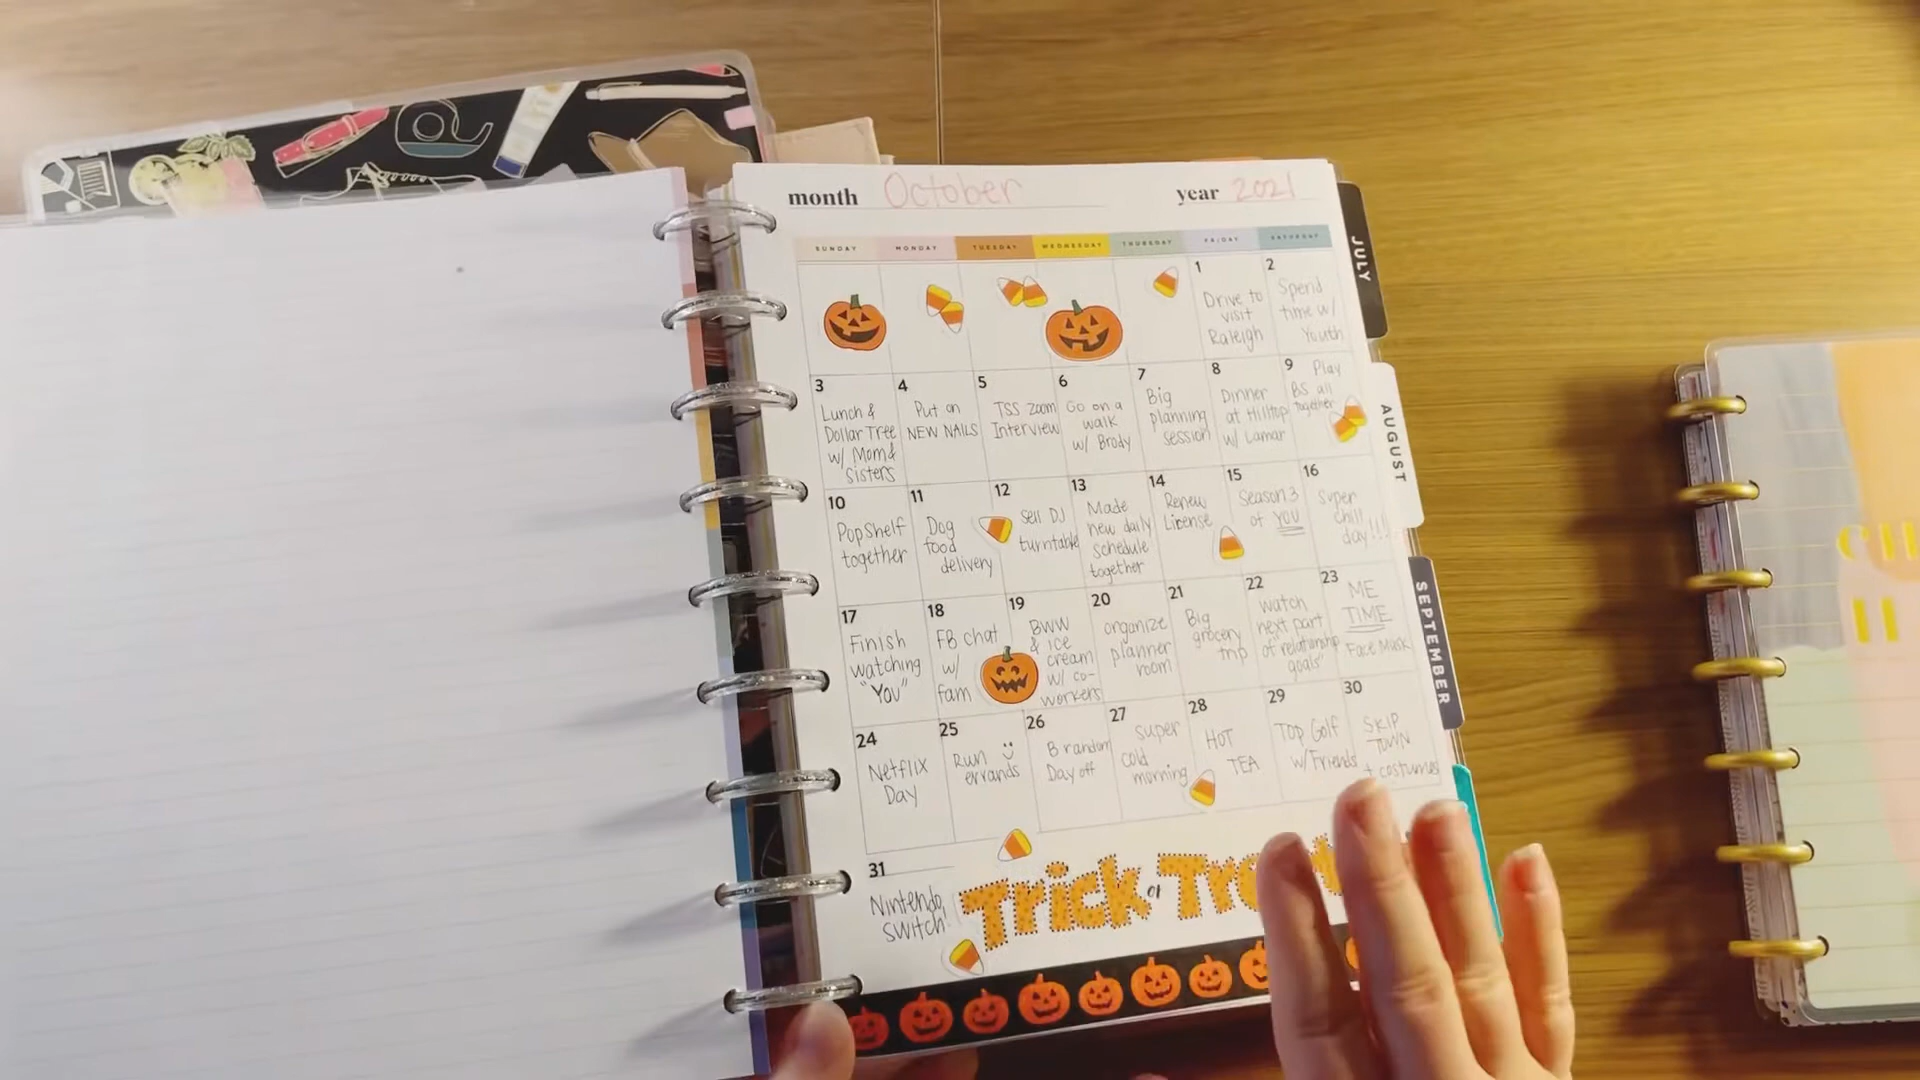 month October year 2021
SUNDAY MONDAY TUESDAY WEDNESDAY THURSDAY FRIDAY SATURDAY
1
Drive to
visit
Raleigh
2
Spend
time w/
Youth
3
Lunch &
Dollar Tree
w/ Mom &
sisters
4
Put on
NEW NAILS
5
TSS zoom
Interview
6
Go on a
walk
w/ Brody
7
Big
planning
session
8
Dinner
at Hilltop
w/ Lamar
9
Play
BS all
together
10
Popshelf
together
11
Dog
food
delivery
12
sell DJ
turntable
13
Made
new daily
schedule
together
14
Renew
License
15
Season 3
of YOU
16
super
chill
day!!!
17
Finish
watching
"YOU"
18
FB chat
w/
fam
19
BWW
& ice
cream
w/ co-
workers
20
organize
planner
room
21
Big
grocery
trip
22
watch
next part
of "relationship
goals"
23
ME
TIME
Face Mask
24
Netflix
Day
25
Run
errands
26
B random
Day off
27
super
cold
morning
28
HOT
TEA
29
TOP Golf
w/Friends
30
SKIP
TOWN
+ costumes
31
Nintendo
switch
Trick or
JULY
AUGUST
SEPTEMBER